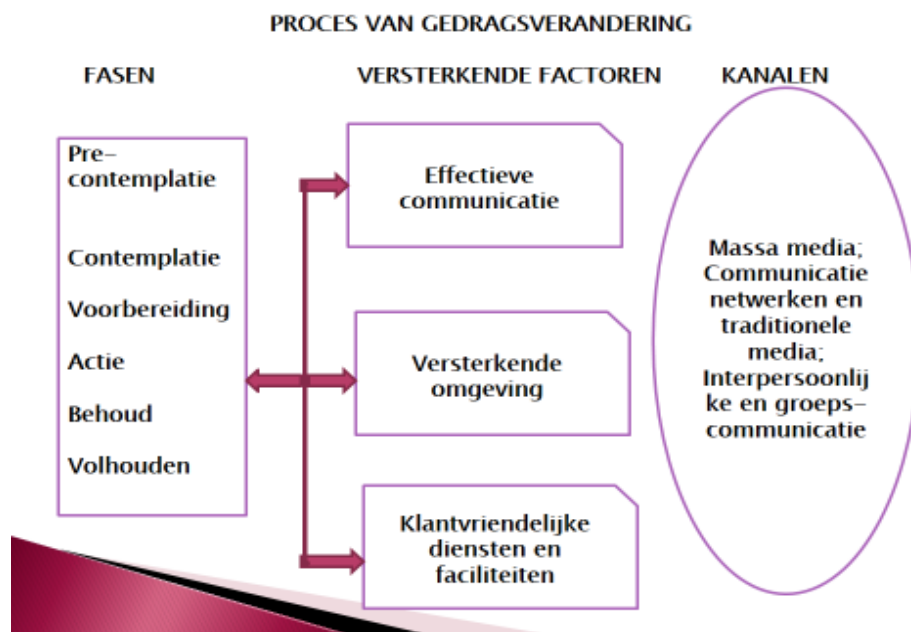 PROCES VAN GEDRAGSVERANDERING
FASEN
VERSTERKENDE FACTOREN
KANALEN
Pre-
contemplatie
Contemplatie
Voorbereiding
Actie
Behoud
Volhouden
Effectieve
communicatie
Versterkende
omgeving
Klantvriendelijke
diensten en
faciliteiten
Massa media;
Communicatie
netwerken en
traditionele
media;
Interpersoonlij
ke en groeps-
communicatie